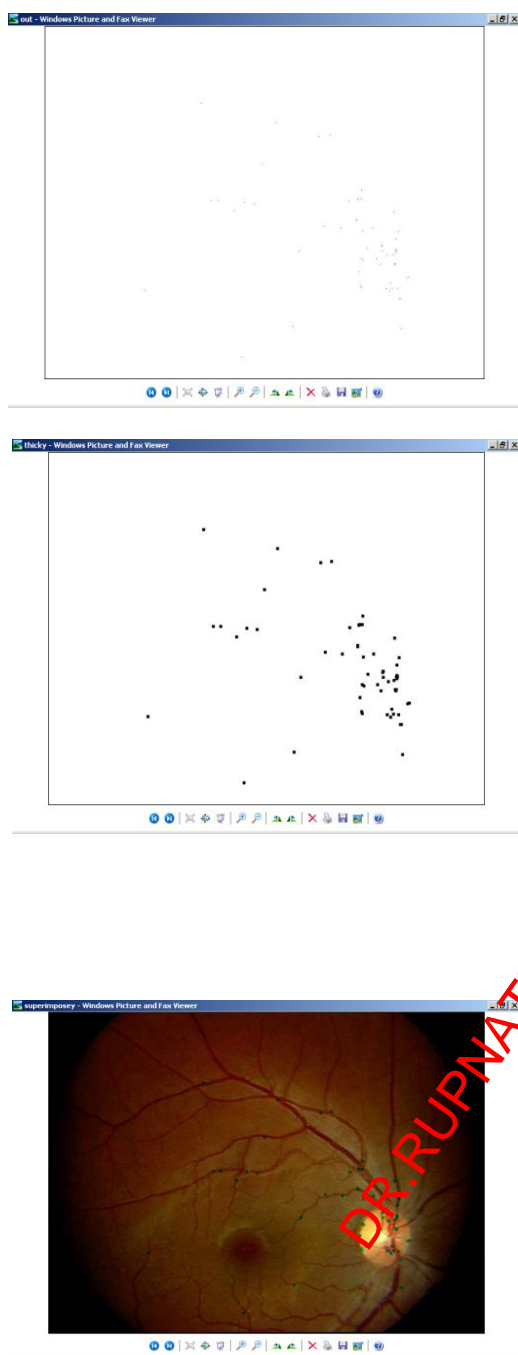 out - Windows Picture and Fax Viewer
thicky - Windows Picture and Fax Viewer
superimposey - Windows Picture and Fax Viewer
DR.RUPNAT